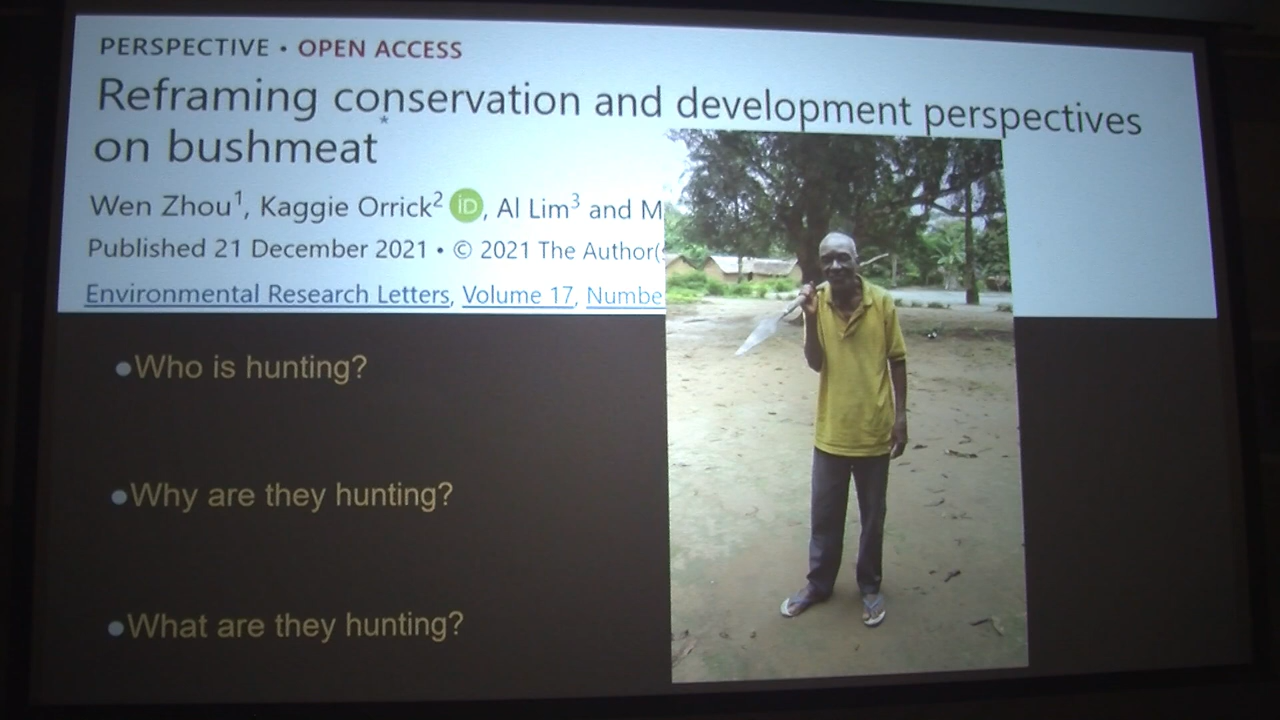 PERSPECTIVE • OPEN ACCESS
Reframing conservation and development perspectives
on bushmeat*
Wen Zhou¹, Kaggie Orrick² iD, Al Lim³ and M
Published 21 December 2021 • © 2021 The Author(s
Environmental Research Letters, Volume 17, Numbe
•Who is hunting?
•Why are they hunting?
•What are they hunting?